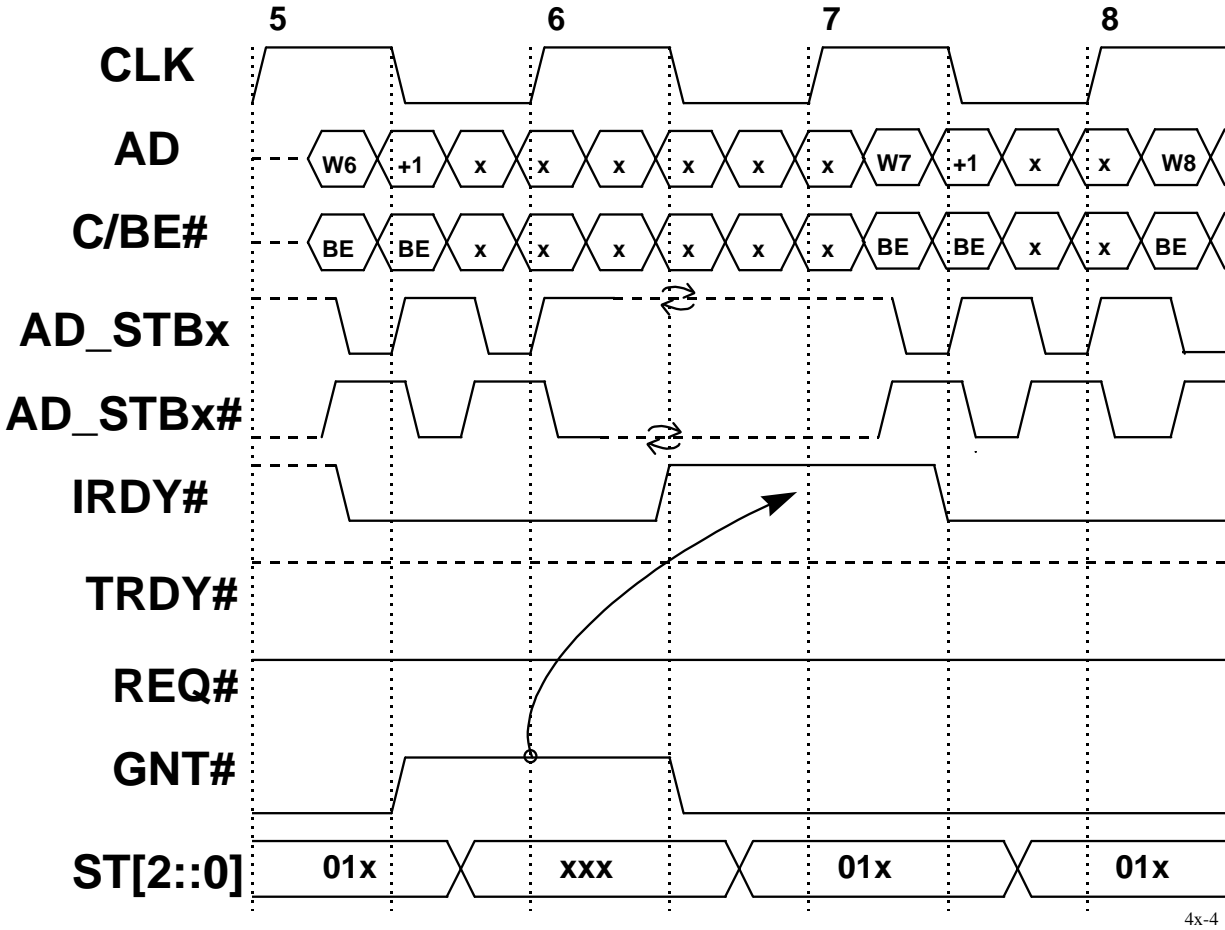 5 6 7 8
CLK
AD W6 +1 x x x x x x W7 +1 x x W8
C/BE# BE BE x x x x x x BE BE x x BE
AD_STBx
AD_STBx#
IRDY#
TRDY#
REQ#
GNT#
ST[2::0] 01x xxx 01x 01x
4x-4